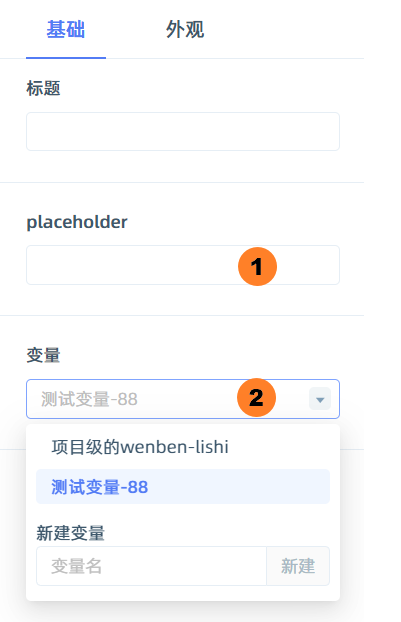 基础 外观
标题
placeholder
1
变量
测试变量-88 2
项目级的wenben-lishi
测试变量-88
新建变量
变量名 新建